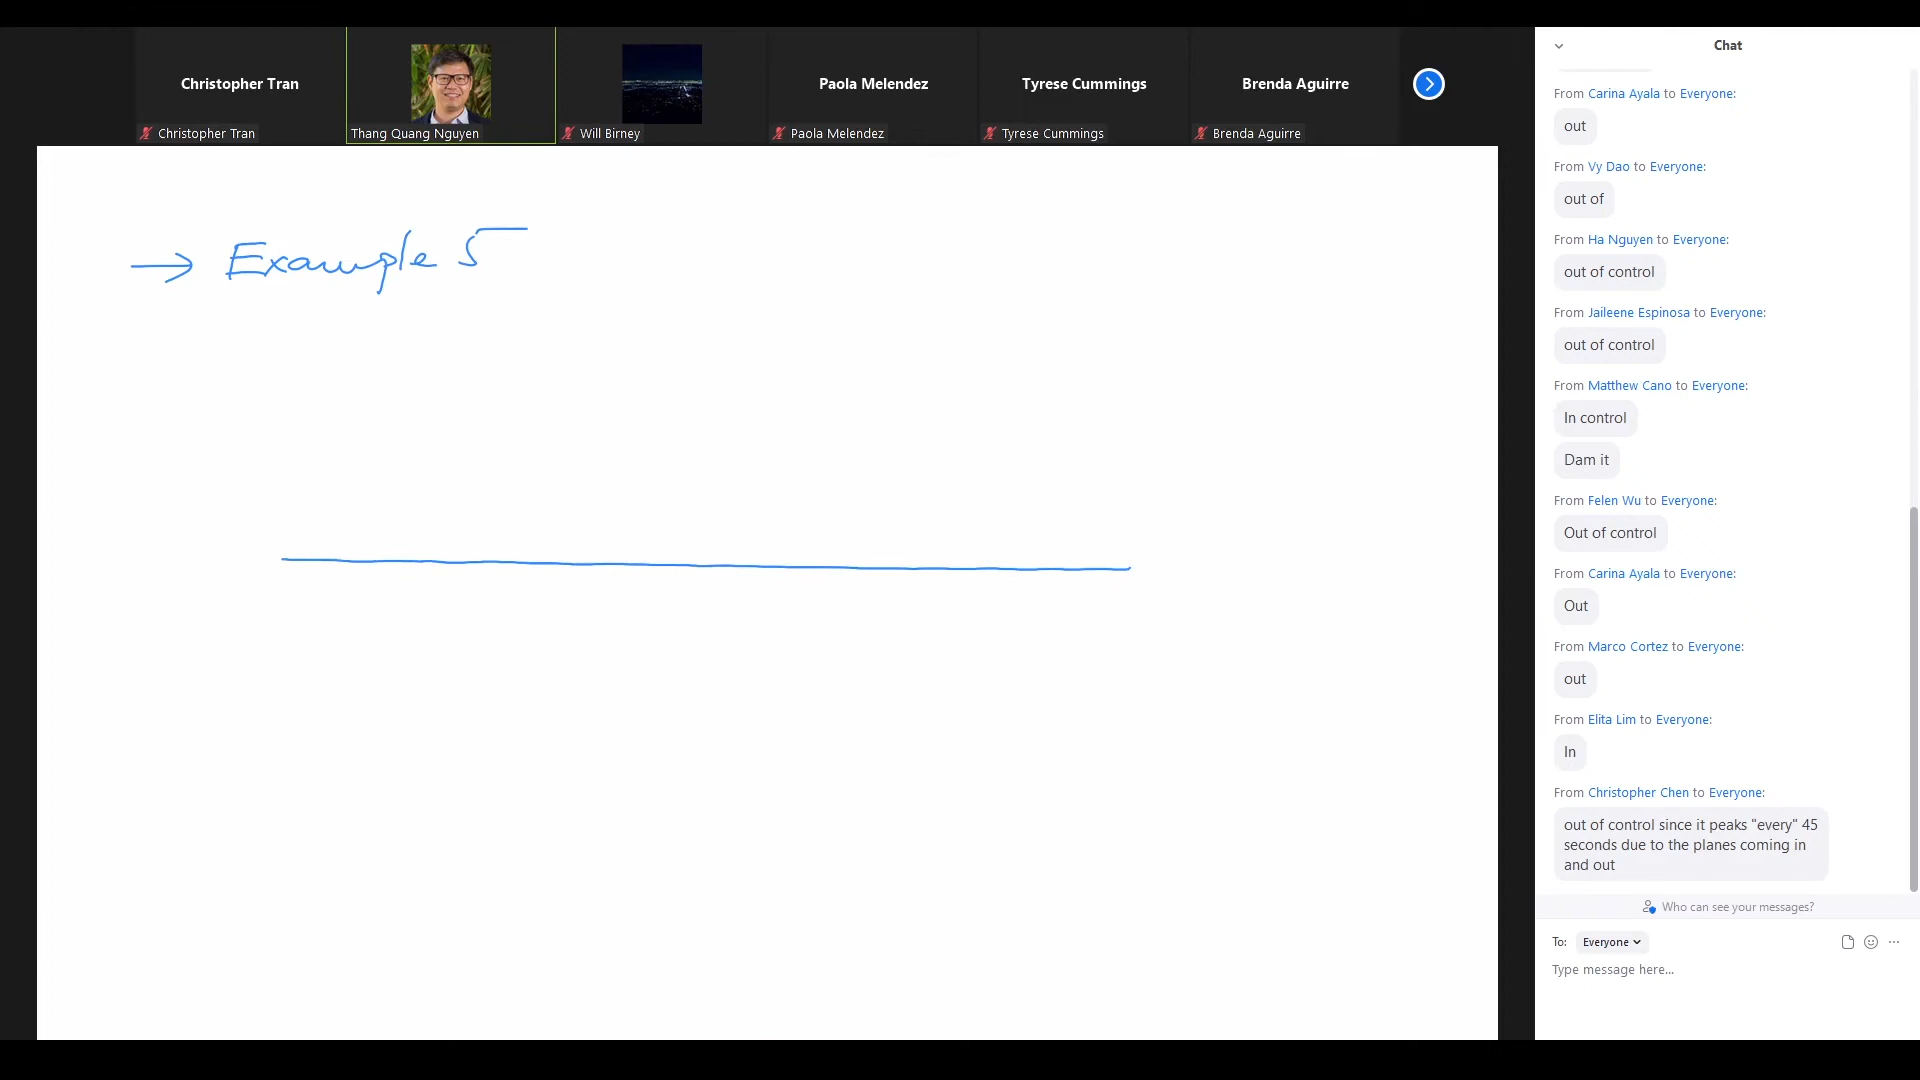 Christopher Tran
Paola Melendez
Tyrese Cummings
Brenda Aguirre
Christopher Tran
Thang Quang Nguyen
Will Birney
Paola Melendez
Tyrese Cummings
Brenda Aguirre
→ Example 5
Chat
From Carina Ayala to Everyone:
out
From Vy Dao to Everyone:
out of
From Ha Nguyen to Everyone:
out of control
From Jaileene Espinosa to Everyone:
out of control
From Matthew Cano to Everyone:
In control
Dam it
From Felen Wu to Everyone:
Out of control
From Carina Ayala to Everyone:
Out
From Marco Cortez to Everyone:
out
From Elita Lim to Everyone:
In
From Christopher Chen to Everyone:
out of control since it peaks "every" 45
seconds due to the planes coming in
and out
Who can see your messages?
To: Everyone
Type message here...